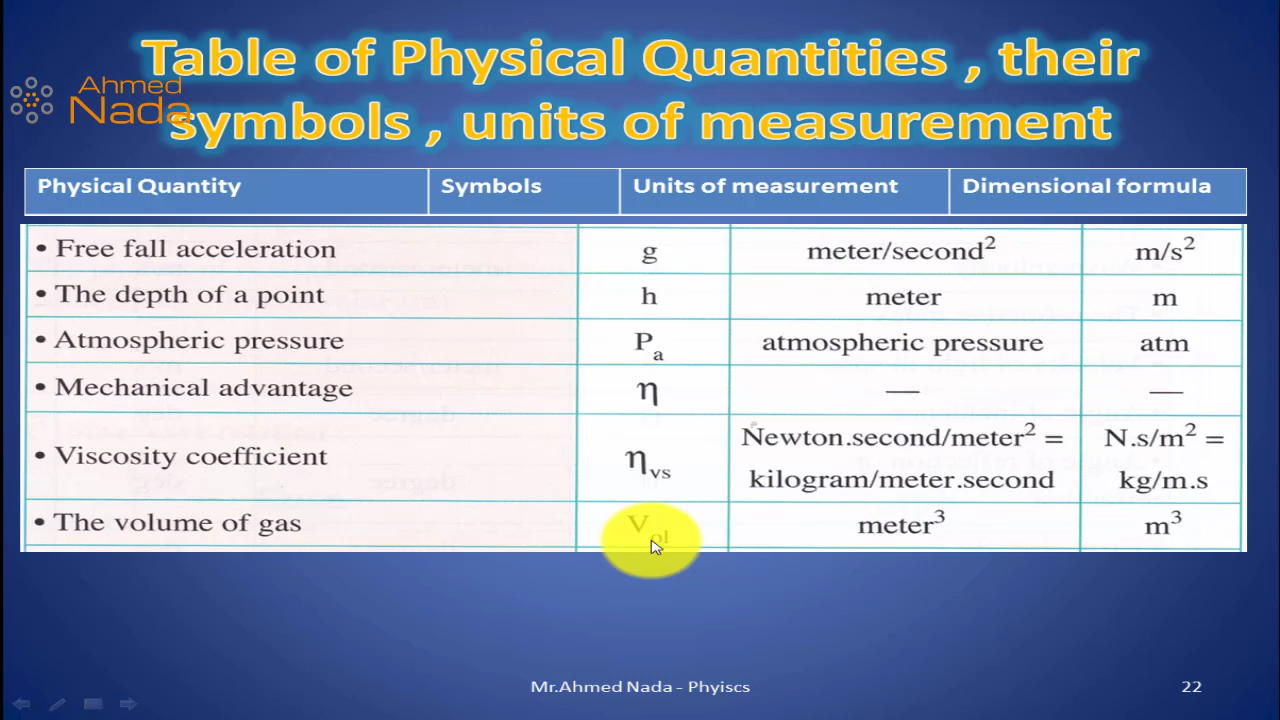 Table of Physical Quantities , their
symbols , units of measurement
Ahmed
Nada
Physical Quantity Symbols Units of measurement Dimensional formula
• Free fall acceleration g meter/second² m/s²
• The depth of a point h meter m
• Atmospheric pressure Pₐ atmospheric pressure atm
• Mechanical advantage η — —
• Viscosity coefficient ηvs Newton.second/meter² = N.s/m² =
kilogram/meter.second kg/m.s
• The volume of gas Vol meter³ m³
Mr.Ahmed Nada - Phyiscs 22